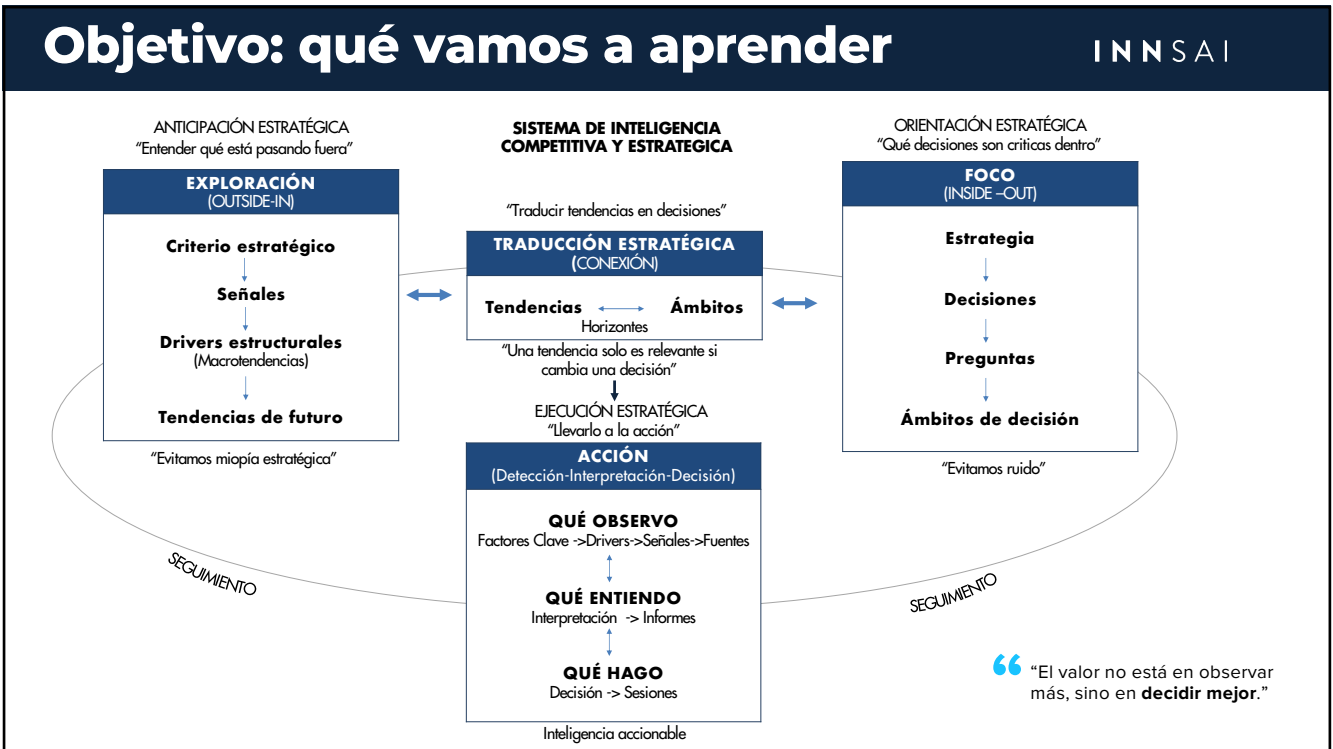 Objetivo: qué vamos a aprender
INNSAI
ANTICIPACIÓN ESTRATÉGICA
“Entender qué está pasando fuera”
EXPLORACIÓN
(OUTSIDE-IN)
Criterio estratégico
Señales
Drivers estructurales
(Macrotendencias)
Tendencias de futuro
“Evitamos miopía estratégica”
SISTEMA DE INTELIGENCIA
COMPETITIVA Y ESTRATEGICA
“Traducir tendencias en decisiones”
TRADUCCIÓN ESTRATÉGICA
(CONEXIÓN)
Tendencias
Ámbitos
Horizontes
“Una tendencia solo es relevante si
cambia una decisión”
EJECUCIÓN ESTRATÉGICA
“Llevarlo a la acción”
ACCIÓN
(Detección-Interpretación-Decisión)
QUÉ OBSERVO
Factores Clave ->Drivers->Señales->Fuentes
QUÉ ENTIENDO
Interpretación -> Informes
QUÉ HAGO
Decisión -> Sesiones
Inteligencia accionable
ORIENTACIÓN ESTRATÉGICA
“Qué decisiones son criticas dentro”
FOCO
(INSIDE –OUT)
Estrategia
Decisiones
Preguntas
Ámbitos de decisión
“Evitamos ruido”
SEGUIMIENTO
SEGUIMIENTO
“El valor no está en observar
más, sino en decidir mejor.”